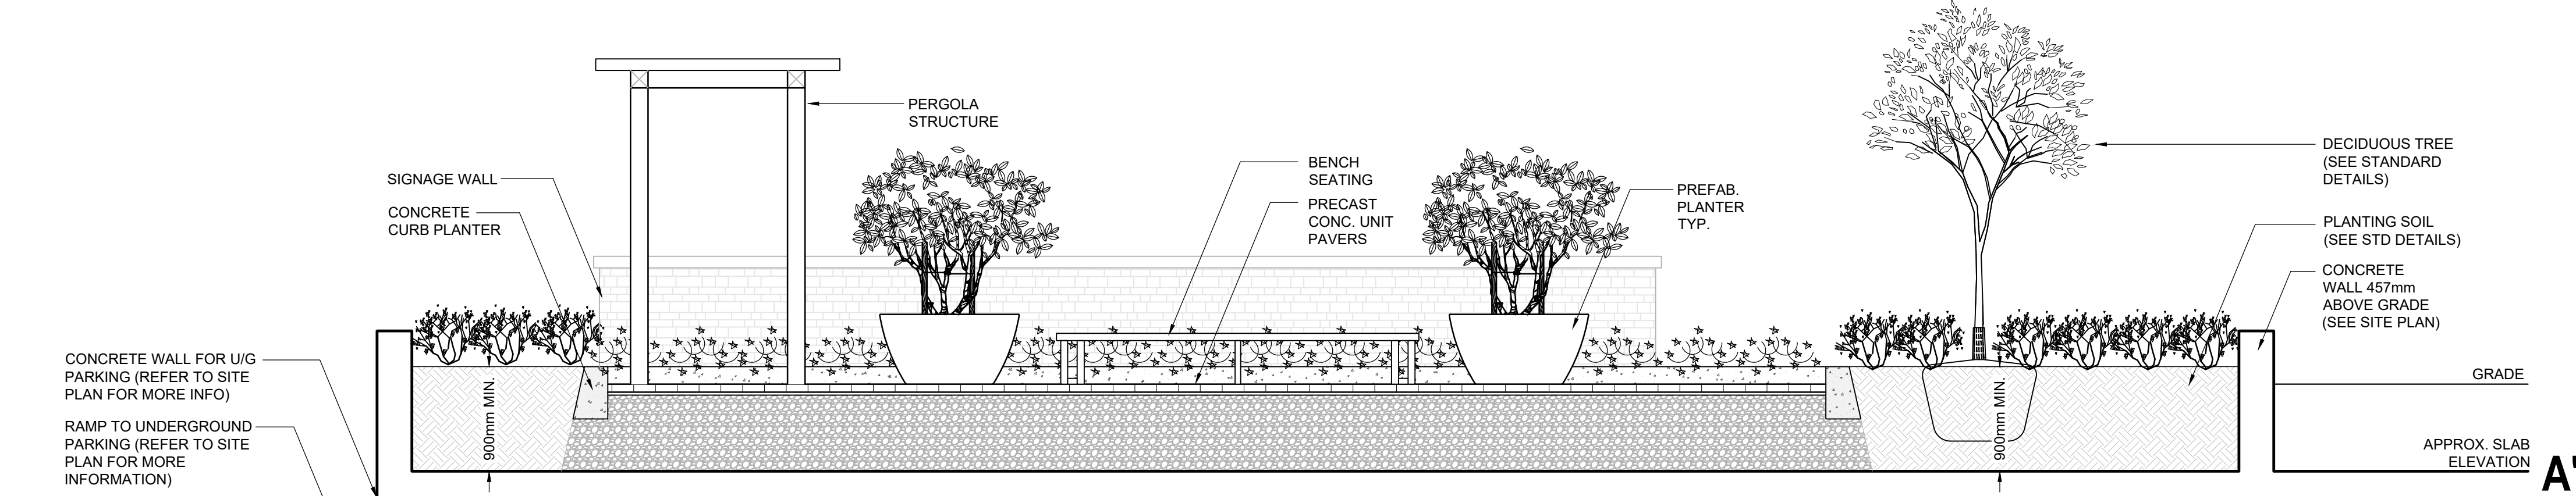 PERGOLA
STRUCTURE
SIGNAGE WALL
CONCRETE
CURB PLANTER
CONCRETE WALL FOR U/G
PARKING (REFER TO SITE
PLAN FOR MORE INFO)
RAMP TO UNDERGROUND
PARKING (REFER TO SITE
PLAN FOR MORE
INFORMATION)
900mm MIN.
BENCH
SEATING
PRECAST
CONC. UNIT
PAVERS
PREFAB.
PLANTER
TYP.
900mm MIN.
DECIDUOUS TREE
(SEE STANDARD
DETAILS)
PLANTING SOIL
(SEE STD DETAILS)
CONCRETE
WALL 457mm
ABOVE GRADE
(SEE SITE PLAN)
GRADE
APPROX. SLAB
ELEVATION
A'